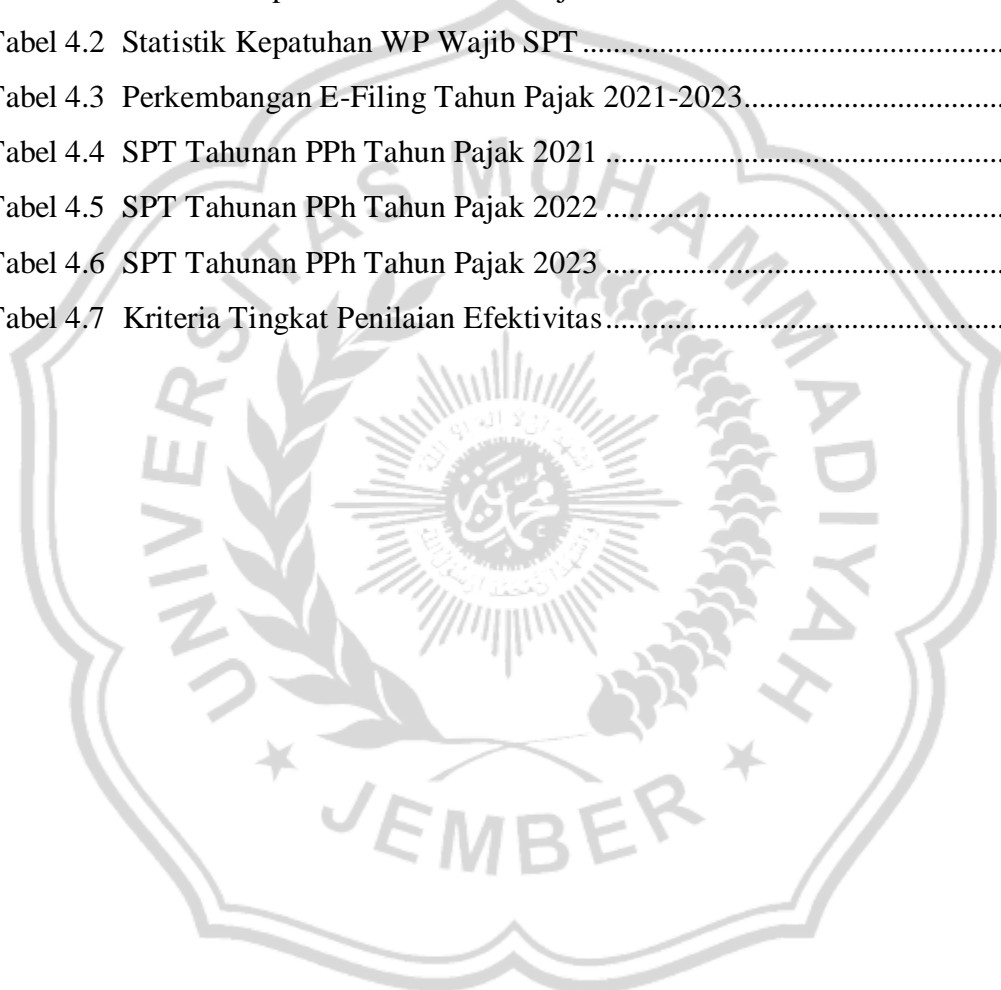 Tabel 4.2 Statistik Kepatuhan WP Wajib SPT
Tabel 4.3 Perkembangan E-Filing Tahun Pajak 2021-2023
Tabel 4.4 SPT Tahunan PPh Tahun Pajak 2021
Tabel 4.5 SPT Tahunan PPh Tahun Pajak 2022
Tabel 4.6 SPT Tahunan PPh Tahun Pajak 2023
Tabel 4.7 Kriteria Tingkat Penilaian Efektivitas
UNIVERSITAS MUHAMMADIYAH
JEMBER